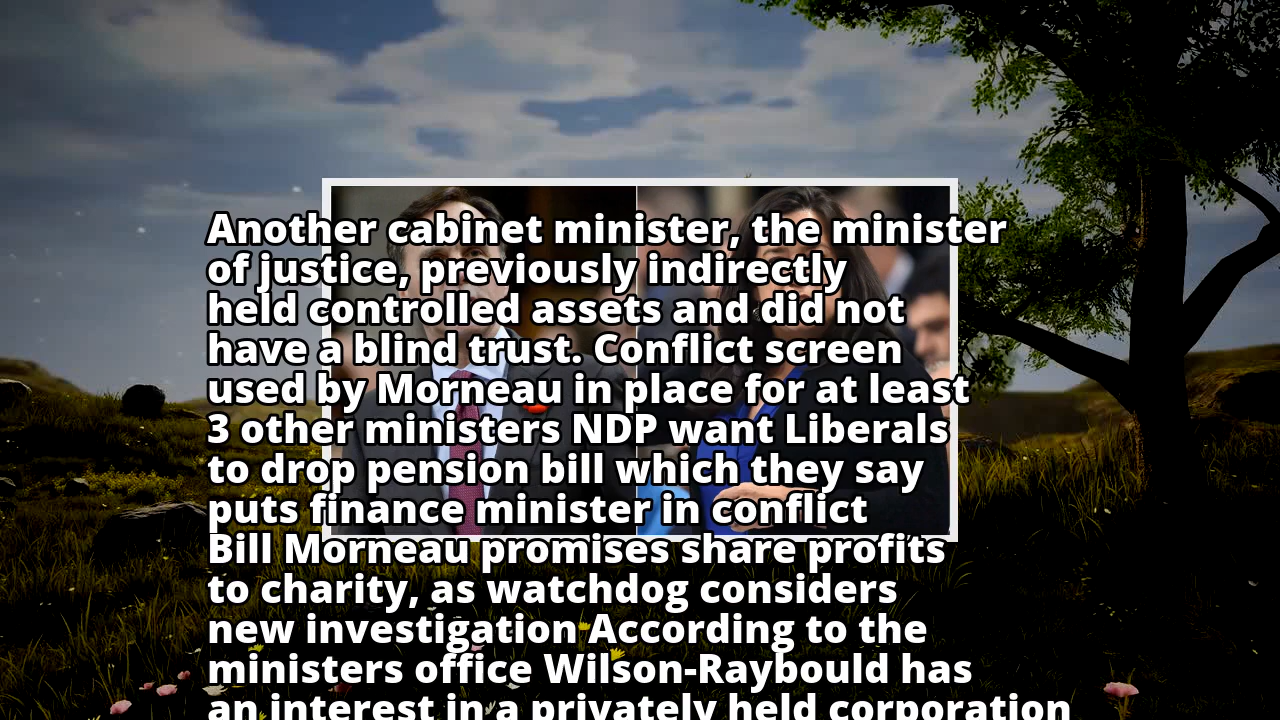 Another cabinet minister, the minister
of justice, previously indirectly
held controlled assets and did not
have a blind trust. Conflict screen
used by Morneau in place for at least
3 other ministers NDP want Liberals
to drop pension bill which they say
puts finance minister in conflict
Bill Morneau promises share profits
to charity, as watchdog considers
new investigation According to the
ministers office Wilson-Raybould has
an interest in a privately held corporation